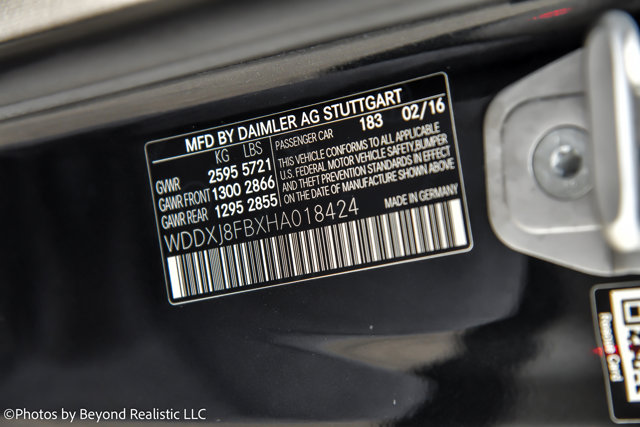 MFD BY DAIMLER AG STUTTGART
KG LBS PASSENGER CAR 183 02/16
GVWR 2595 5721
GAWR FRONT 1300 2866
GAWR REAR 1295 2855
THIS VEHICLE CONFORMS TO ALL APPLICABLE
U.S. FEDERAL MOTOR VEHICLE SAFETY,BUMPER
AND THEFT PREVENTION STANDARDS IN EFFECT
ON THE DATE OF MANUFACTURE SHOWN ABOVE.
MADE IN GERMANY
WDDXJ8FBXHA018424
Rescue Card
©Photos by Beyond Realistic LLC